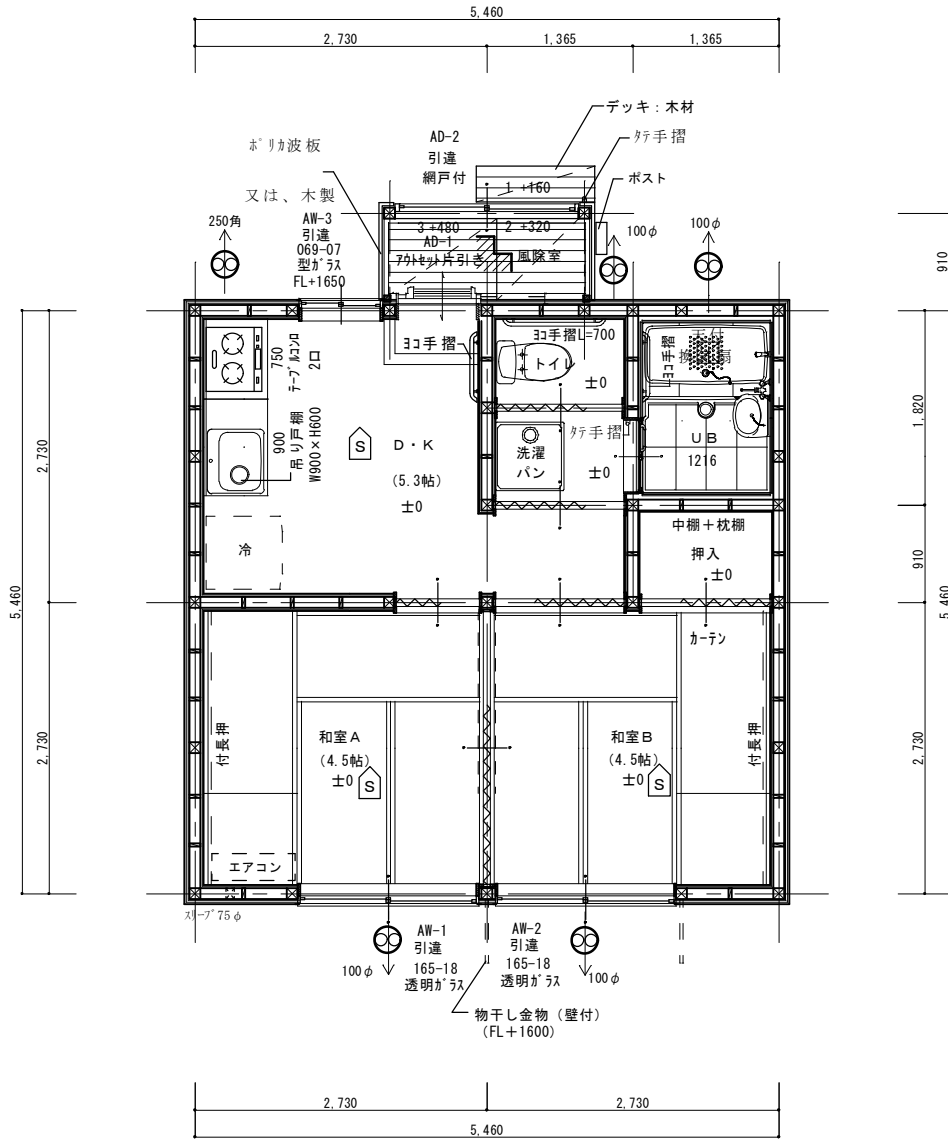 5,460
2,730
1,365
1,365
デッキ：木材
ﾀﾃ手摺
ポスト
AD-2
引違
網戸付
ﾎﾟﾘｶ波板
又は、木製
1 +160
3 +480
2 +320
AD-1
ｱｳﾄｾｯﾄ片引き
風除室
250角
AW-3
引違
069-07
型ｶﾞﾗｽ
FL+1650
100φ
100φ
910
ﾖｺ手摺
ﾖｺ手摺L=700
トイレ
±0
ﾖｺ手摺
天付
換気扇
750
ﾃｰﾌﾞﾙｺﾝﾛ
2口
900
吊り戸棚
W900×H600
S
D・K
(5.3帖)
±0
洗濯
パン
±0
ﾀﾃ手摺
UB
1216
1,820
2,730
冷
中棚＋枕棚
押入
±0
910
5,460
5,460
ｶｰﾃﾝ
付長押
和室A
(4.5帖)
±0
S
和室B
(4.5帖)
±0
S
付長押
2,730
2,730
エアコン
ｽﾘｰﾌﾞ75φ
100φ
AW-1
引違
165-18
透明ｶﾞﾗｽ
AW-2
引違
165-18
透明ｶﾞﾗｽ
100φ
物干し金物（壁付）
(FL＋1600)
2,730
2,730
5,460